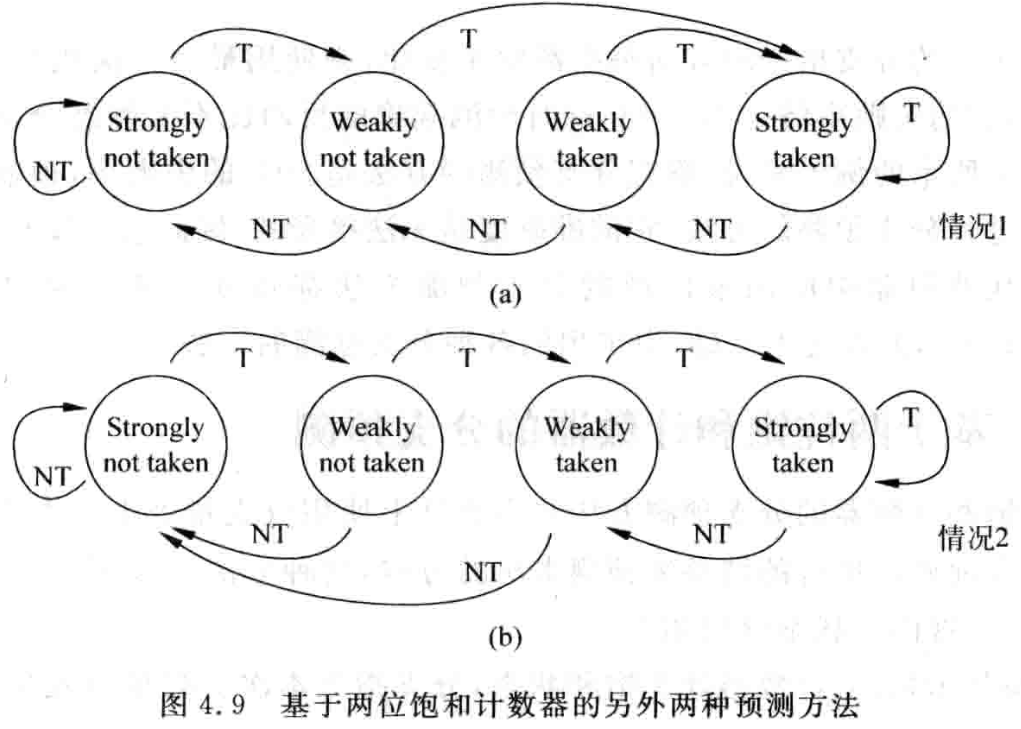 T T T
Strongly not taken
Weakly not taken
Weakly taken
Strongly taken
T
NT
NT NT NT
情况1
(a)
T T T
Strongly not taken
Weakly not taken
Weakly taken
Strongly taken
T
NT
NT NT
情况2
NT
(b)
图 4.9 基于两位饱和计数器的另外两种预测方法